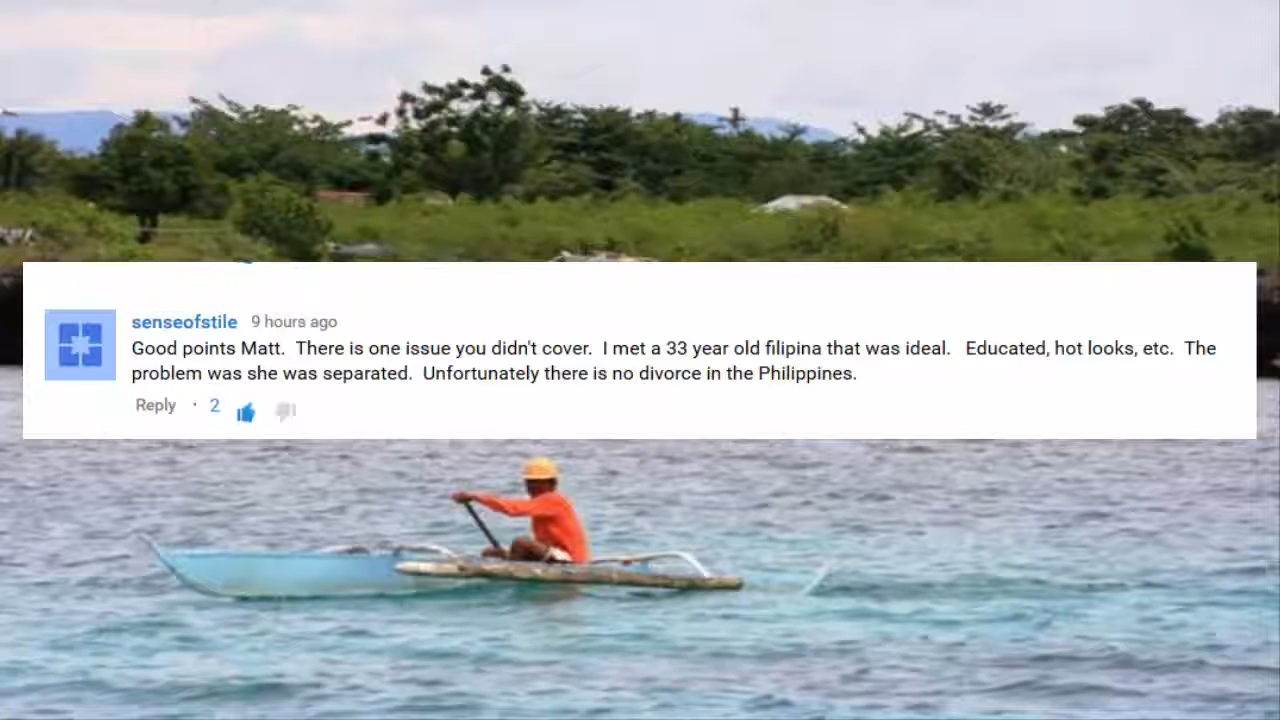 senseofstile 9 hours ago
Good points Matt. There is one issue you didn't cover. I met a 33 year old filipina that was ideal. Educated, hot looks, etc. The
problem was she was separated. Unfortunately there is no divorce in the Philippines.
Reply · 2